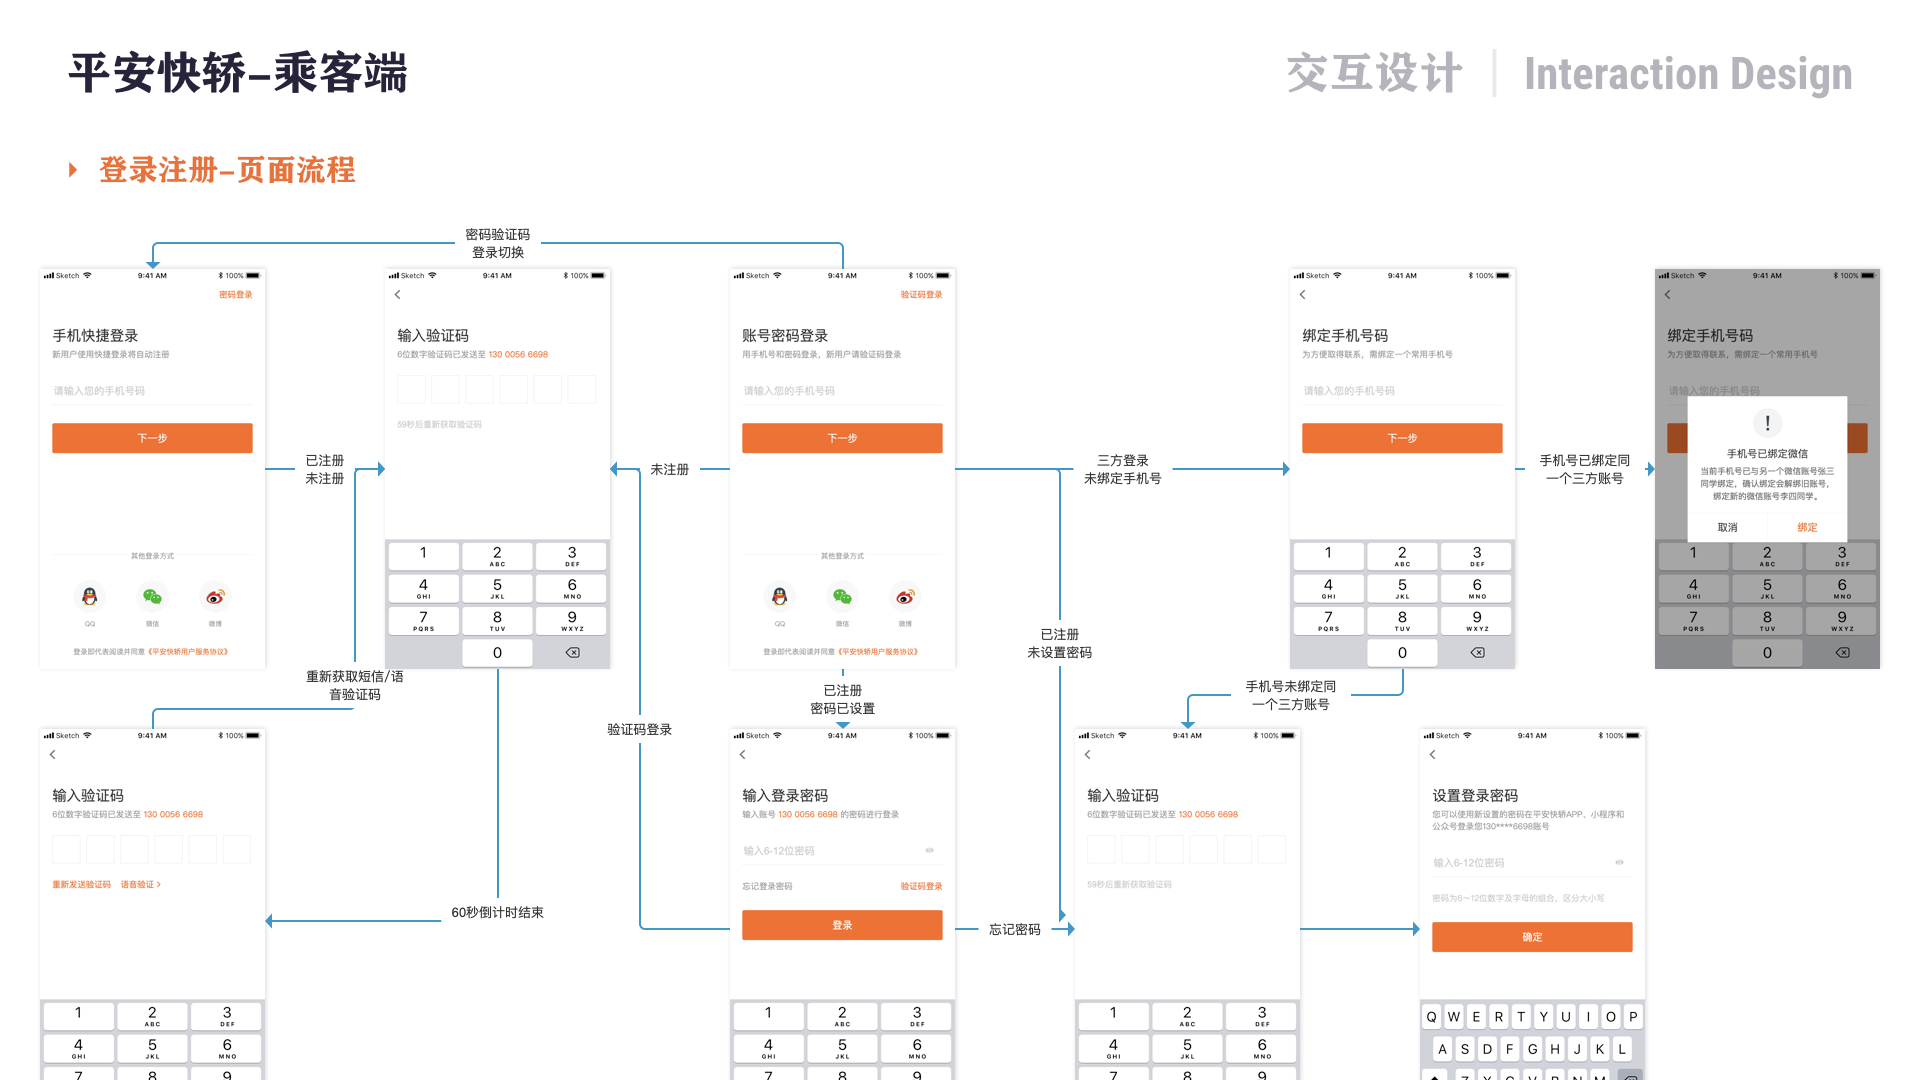 平安快轿–乘客端
交互设计 | Interaction Design
登录注册–页面流程
密码验证码
登录切换
Sketch 9:41 AM 100%
密码登录
手机快捷登录
新用户使用快捷登录将自动注册
请输入您的手机号码
下一步
其他登录方式
QQ 微信 微博
登录即代表阅读并同意《平安快轿用户服务协议》
已注册
未注册
Sketch 9:41 AM 100%
输入验证码
6位数字验证码已发送至 130 0056 6698
59秒后重新获取验证码
1 2 3
ABC DEF
4 5 6
GHI JKL MNO
7 8 9
PQRS TUV WXYZ
0
未注册
Sketch 9:41 AM 100%
验证码登录
账号密码登录
用手机号和密码登录，新用户请验证码登录
请输入您的手机号码
下一步
其他登录方式
QQ 微信 微博
登录即代表阅读并同意《平安快轿用户服务协议》
三方登录
未绑定手机号
Sketch 9:41 AM 100%
绑定手机号码
为方便取得联系，需绑定一个常用手机号
请输入您的手机号码
下一步
1 2 3
ABC DEF
4 5 6
GHI JKL MNO
7 8 9
PQRS TUV WXYZ
0
手机号已绑定同
一个三方账号
Sketch 9:41 AM 100%
绑定手机号码
为方便取得联系，需绑定一个常用手机号
请输入您的手机号码
!
手机号已绑定微信
当前手机号已与另一个微信账号张三
同学绑定，确认绑定会解绑旧账号，
绑定新的微信账号李四同学。
取消 绑定
1 2 3
ABC DEF
4 5 6
GHI JKL MNO
7 8 9
PQRS TUV WXYZ
0
重新获取短信/语
音验证码
已注册
密码已设置
已注册
未设置密码
手机号未绑定同
一个三方账号
验证码登录
Sketch 9:41 AM 100%
输入验证码
6位数字验证码已发送至 130 0056 6698
重新发送验证码 语音验证
1 2 3
ABC DEF
4 5 6
GHI JKL MNO
7 8 9
60秒倒计时结束
Sketch 9:41 AM 100%
输入登录密码
输入账号 130 0056 6698 的密码进行登录
输入6-12位密码
忘记登录密码 验证码登录
登录
1 2 3
ABC DEF
4 5 6
GHI JKL MNO
7 8 9
忘记密码
Sketch 9:41 AM 100%
输入验证码
6位数字验证码已发送至 130 0056 6698
59秒后重新获取验证码
1 2 3
ABC DEF
4 5 6
GHI JKL MNO
7 8 9
Sketch 9:41 AM 100%
设置登录密码
您可以使用新设置的密码在平安快轿APP、小程序和
公众号登录您130****6698账号
输入6-12位密码
密码为6～12位数字及字母的组合，区分大小写
确定
Q W E R T Y U I O P
A S D F G H J K L
Z X C V B N M